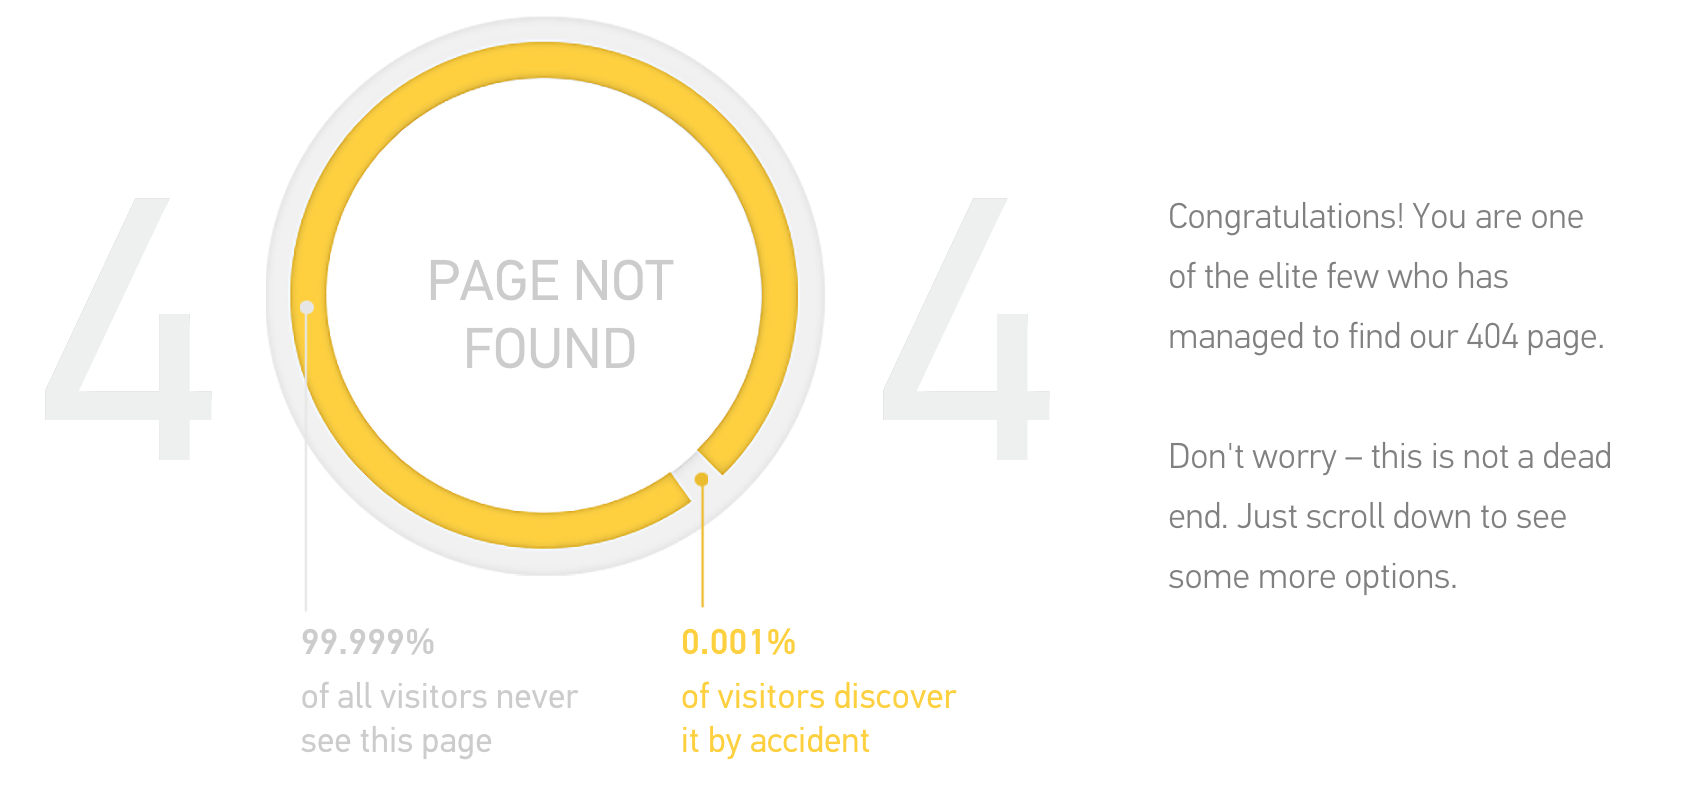 4 4
PAGE NOT
FOUND
99.999%
of all visitors never
see this page
0.001%
of visitors discover
it by accident
Congratulations! You are one
of the elite few who has
managed to find our 404 page.
Don't worry – this is not a dead
end. Just scroll down to see
some more options.